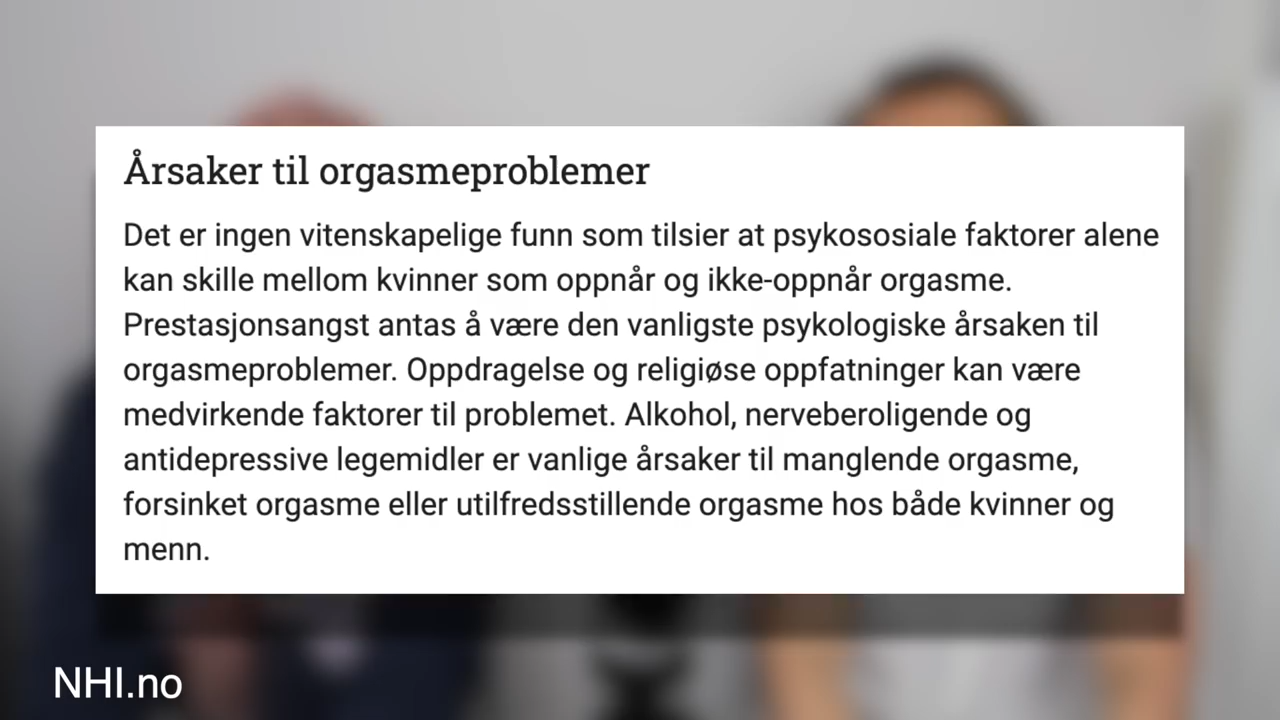 Årsaker til orgasmeproblemer
Det er ingen vitenskapelige funn som tilsier at psykososiale faktorer alene
kan skille mellom kvinner som oppnår og ikke-oppnår orgasme.
Prestasjonsangst antas å være den vanligste psykologiske årsaken til
orgasmeproblemer. Oppdragelse og religiøse oppfatninger kan være
medvirkende faktorer til problemet. Alkohol, nerveberoligende og
antidepressive legemidler er vanlige årsaker til manglende orgasme,
forsinket orgasme eller utilfredsstillende orgasme hos både kvinner og
menn.
NHI.no